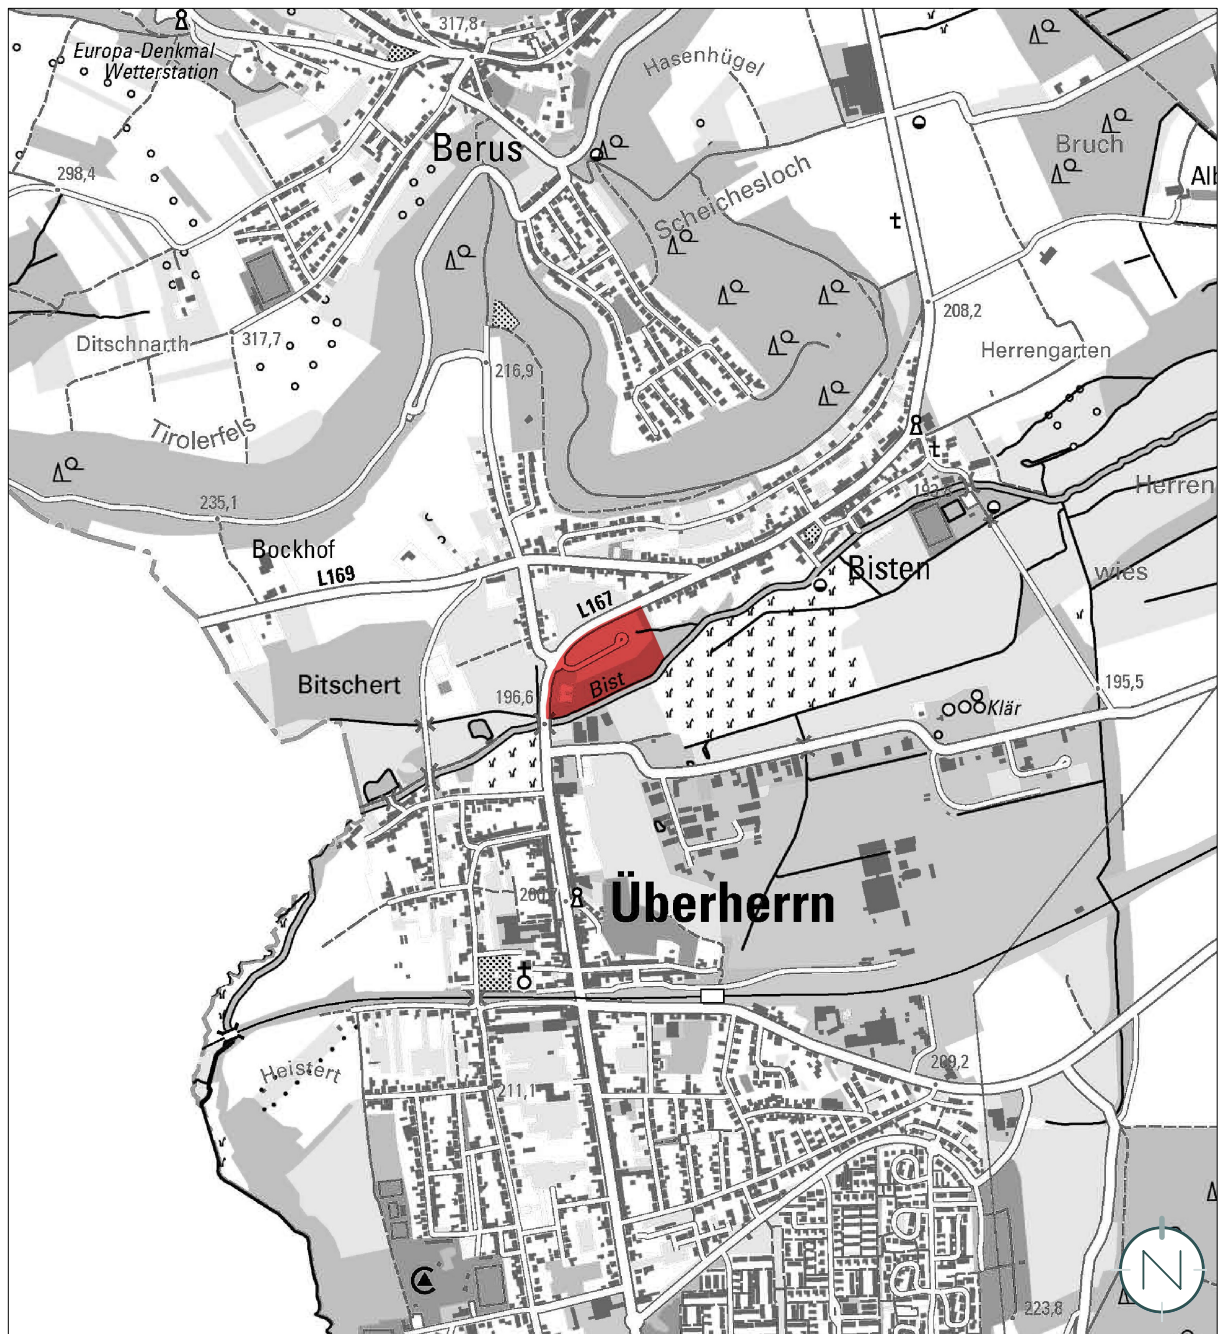 317,8
Europa-Denkmal
Wetterstation
Hasenhügel
Berus
Bruch
298,4
Scheichesloch
208,2
Ditschnarth
317,7
Herrengarten
216,9
Tirolerfels
235,1
Herren
Bockhof
L169
Bisten
wies
L167
Bitschert
196,6
Bist
195,5
Klär
Überherrn
Heistert
209,2
211,1
223,8
N